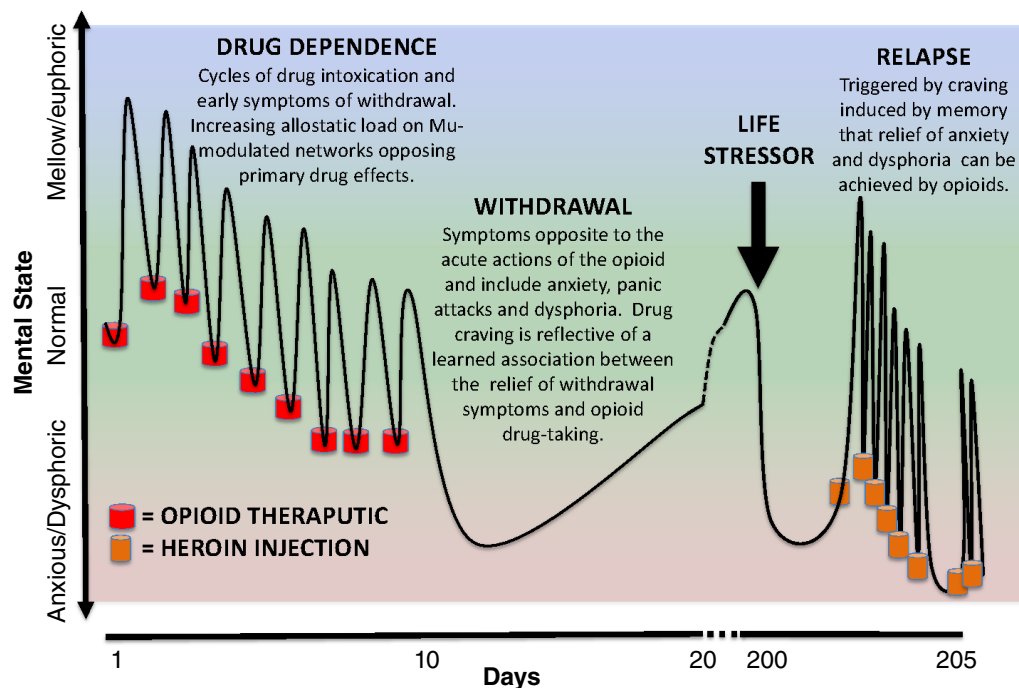 DRUG DEPENDENCE
Cycles of drug intoxication and
early symptoms of withdrawal.
Increasing allostatic load on Mu-
modulated networks opposing
primary drug effects.
WITHDRAWAL
Symptoms opposite to the
acute actions of the opioid
and include anxiety, panic
attacks and dysphoria. Drug
craving is reflective of a
learned association between
the relief of withdrawal
symptoms and opioid
drug-taking.
LIFE
STRESSOR
RELAPSE
Triggered by craving
induced by memory
that relief of anxiety
and dysphoria can be
achieved by opioids.
Mental State
Mellow/euphoric
Normal
Anxious/Dysphoric
= OPIOID THERAPUTIC
= HEROIN INJECTION
1
10
20
200
205
Days